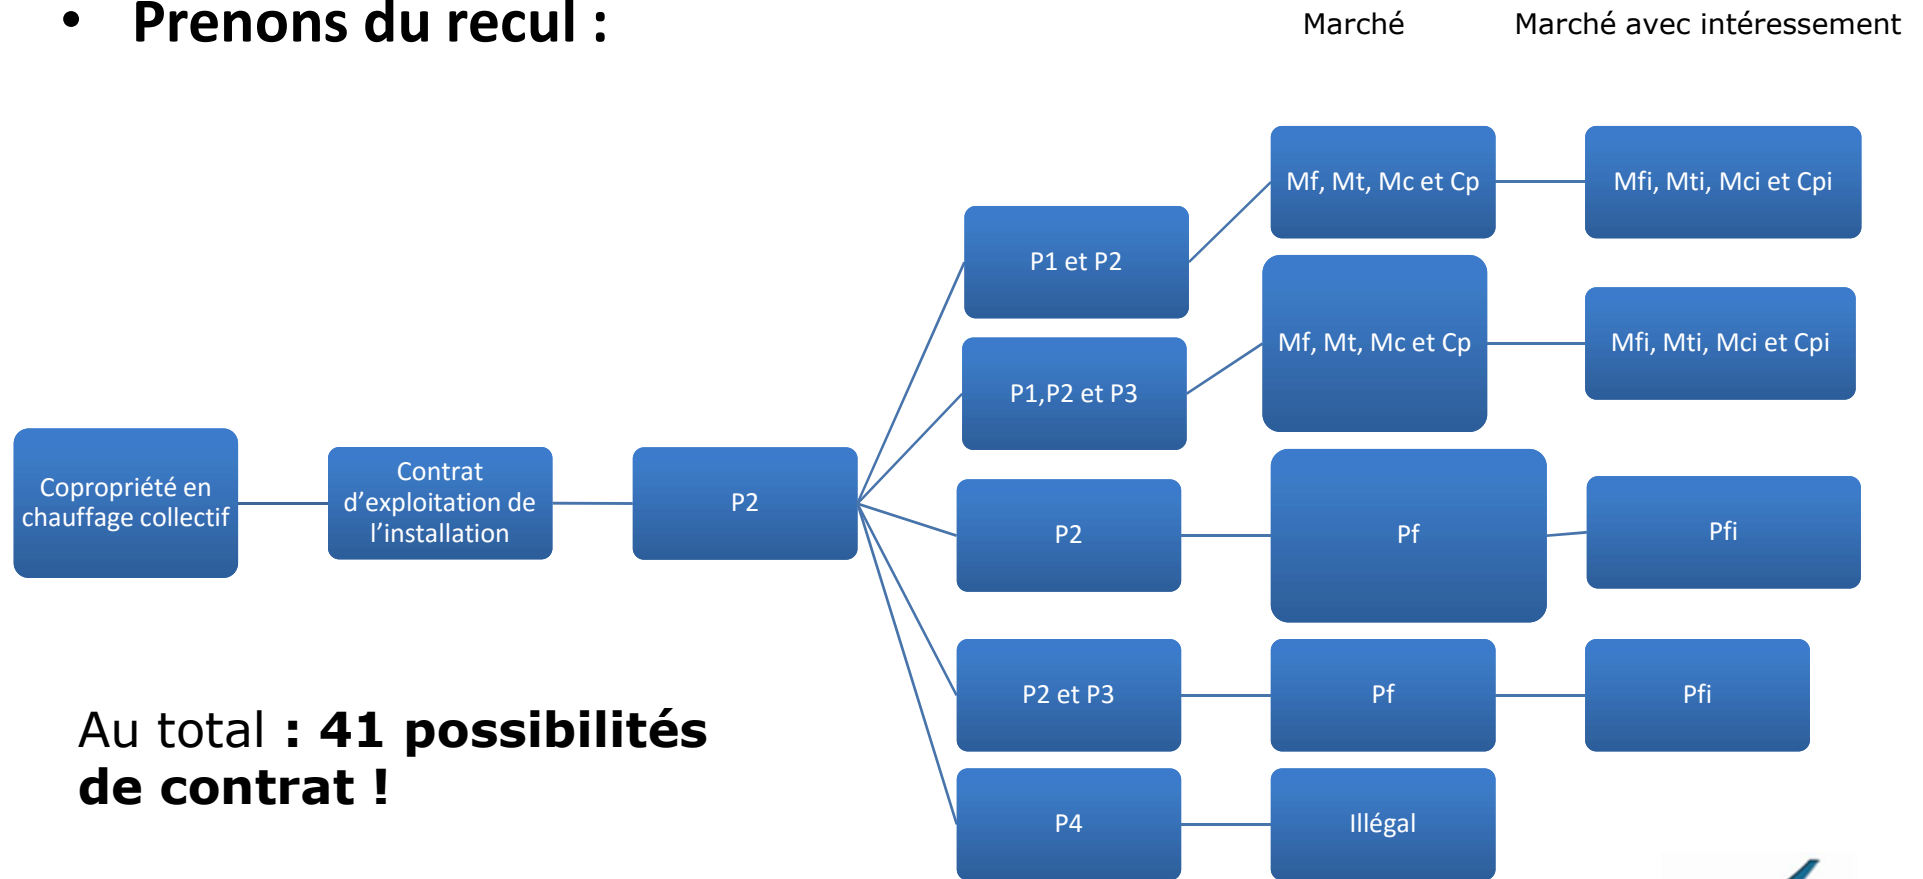 • Prenons du recul :
Marché
Marché avec intéressement
Copropriété en
chauffage collectif
Contrat
d’exploitation de
l’installation
P2
P1 et P2
Mf, Mt, Mc et Cp
Mfi, Mti, Mci et Cpi
P1,P2 et P3
Mf, Mt, Mc et Cp
Mfi, Mti, Mci et Cpi
P2
Pf
Pfi
P2 et P3
Pf
Pfi
P4
Illégal
Au total : 41 possibilités
de contrat !